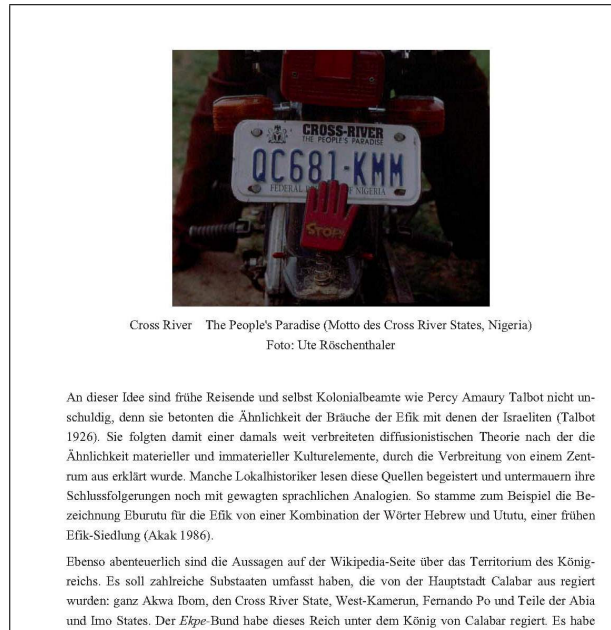 CROSS-RIVER
THE PEOPLE'S PARADISE
QC681-KMM
FEDERAL OF NIGERIA
STOP
Cross River The People's Paradise (Motto des Cross River States, Nigeria)
Foto: Ute Röschenthaler
An dieser Idee sind frühe Reisende und selbst Kolonialbeamte wie Percy Amaury Talbot nicht un-
schuldig, denn sie betonten die Ähnlichkeit der Bräuche der Efik mit denen der Israeliten (Talbot
1926). Sie folgten damit einer damals weit verbreiteten diffusionistischen Theorie nach der die
Ähnlichkeit materieller und immaterieller Kulturelemente, durch die Verbreitung von einem Zent-
rum aus erklärt wurde. Manche Lokalhistoriker lesen diese Quellen begeistert und untermauern ihre
Schlussfolgerungen noch mit gewagten sprachlichen Analogien. So stamme zum Beispiel die Be-
zeichnung Eburutu für die Efik von einer Kombination der Wörter Hebrew und Ututu, einer frühen
Efik-Siedlung (Akak 1986).
Ebenso abenteuerlich sind die Aussagen auf der Wikipedia-Seite über das Territorium des König-
reichs. Es soll zahlreiche Substaaten umfasst haben, die von der Hauptstadt Calabar aus regiert
wurden: ganz Akwa Ibom, den Cross River State, West-Kamerun, Fernando Po und Teile der Abia
und Imo States. Der Ekpe-Bund habe dieses Reich unter dem König von Calabar regiert. Es habe